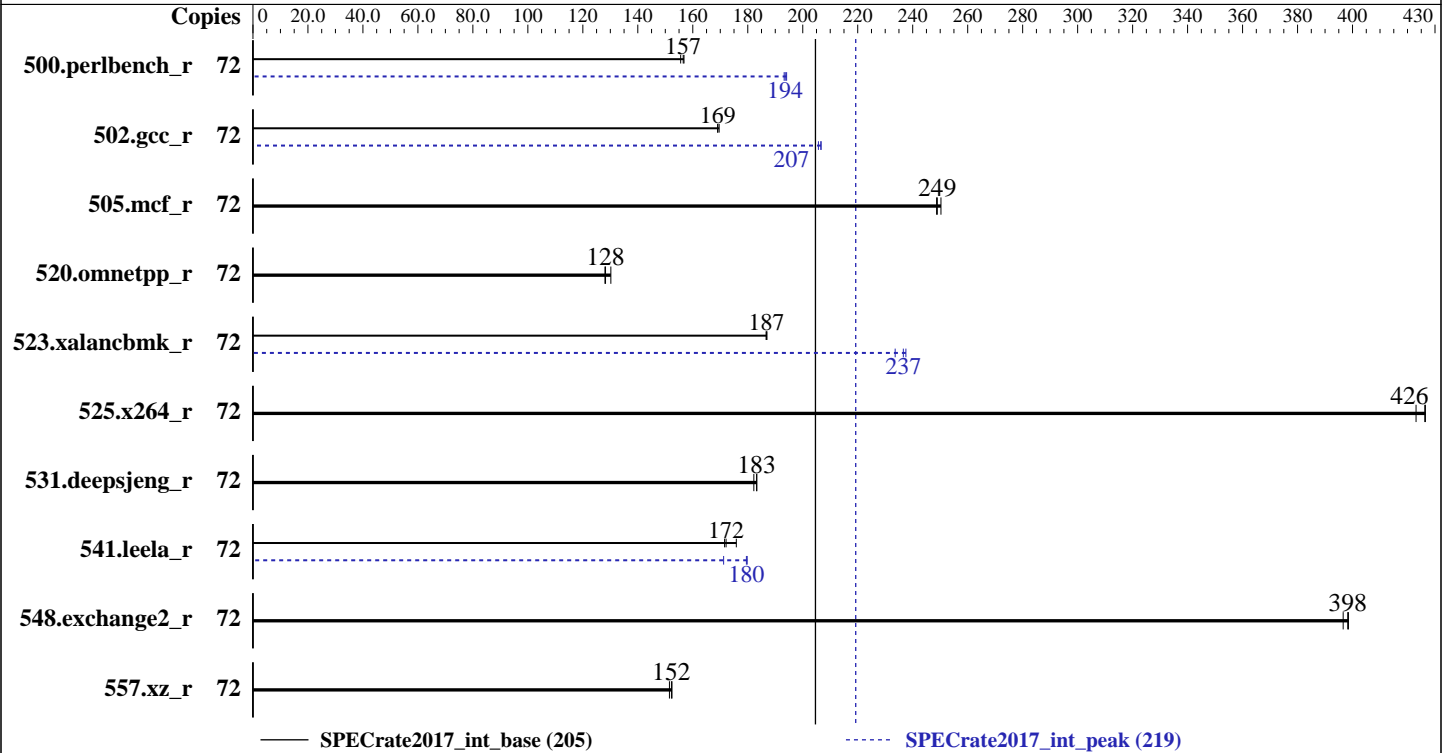 Copies 0 20.0 40.0 60.0 80.0 100 120 140 160 180 200 220 240 260 280 300 320 340 360 380 400 430
157
500.perlbench_r 72
194
169
502.gcc_r 72
207
249
505.mcf_r 72
128
520.omnetpp_r 72
187
523.xalancbmk_r 72
237
426
525.x264_r 72
183
531.deepsjeng_r 72
172
541.leela_r 72
180
398
548.exchange2_r 72
152
557.xz_r 72
SPECrate2017_int_base (205) SPECrate2017_int_peak (219)